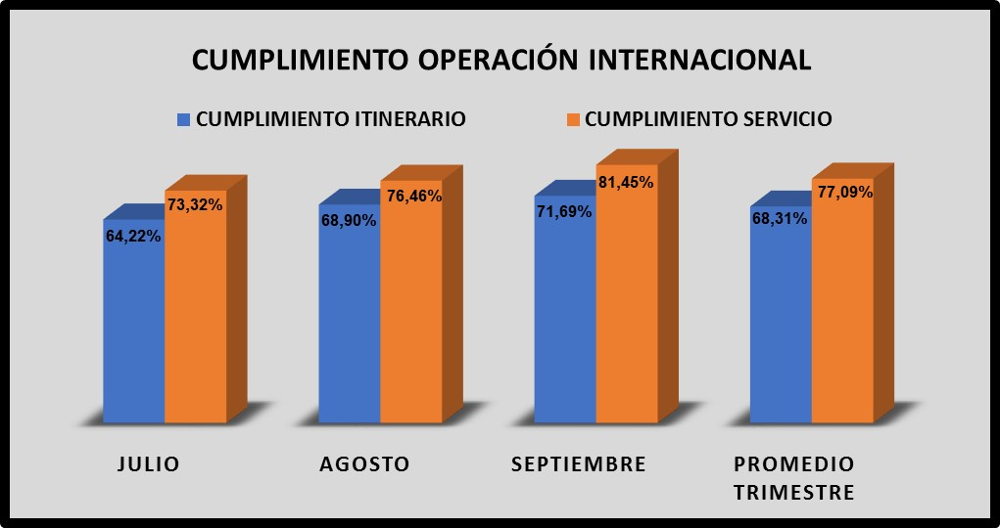 CUMPLIMIENTO OPERACIÓN INTERNACIONAL
CUMPLIMIENTO ITINERARIO CUMPLIMIENTO SERVICIO
64,22% 73,32% 68,90% 76,46% 71,69% 81,45% 68,31% 77,09%
JULIO AGOSTO SEPTIEMBRE PROMEDIO
TRIMESTRE